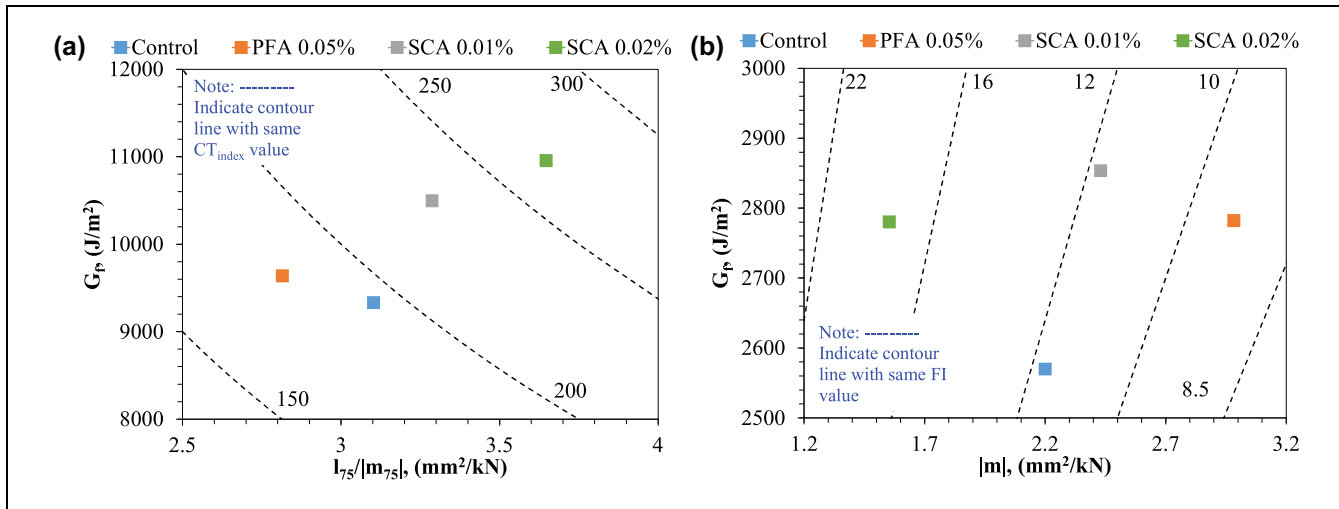 (a)
Control PFA 0.05% SCA 0.01% SCA 0.02%
12000
11000
10000
9000
8000
Gf, (J/m²)
Note: ---------
Indicate contour
line with same
CTindex value
250
300
150
200
2.5 3 3.5 4
l75/|m75|, (mm²/kN)
(b)
Control PFA 0.05% SCA 0.01% SCA 0.02%
3000
2900
2800
2700
2600
2500
Gf, (J/m²)
22
16
12
10
Note: ----------
Indicate contour
line with same FI
value
8.5
1.2 1.7 2.2 2.7 3.2
|m|, (mm²/kN)